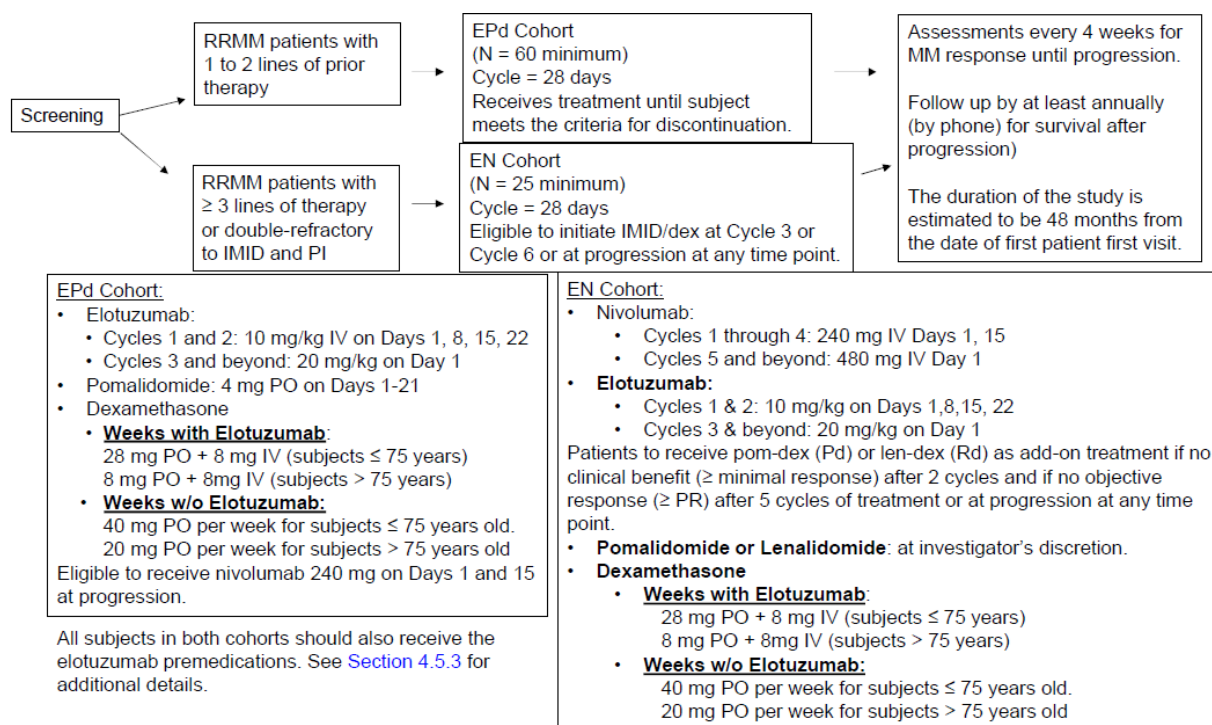 Screening
RRMM patients with
1 to 2 lines of prior
therapy
EPd Cohort
(N = 60 minimum)
Cycle = 28 days
Receives treatment until subject
meets the criteria for discontinuation.
RRMM patients with
≥ 3 lines of therapy
or double-refractory
to IMID and PI
EN Cohort
(N = 25 minimum)
Cycle = 28 days
Eligible to initiate IMID/dex at Cycle 3 or
Cycle 6 or at progression at any time point.
Assessments every 4 weeks for
MM response until progression.
Follow up by at least annually
(by phone) for survival after
progression)
The duration of the study is
estimated to be 48 months from
the date of first patient first visit.
EPd Cohort:
• Elotuzumab:
• Cycles 1 and 2: 10 mg/kg IV on Days 1, 8, 15, 22
• Cycles 3 and beyond: 20 mg/kg on Day 1
• Pomalidomide: 4 mg PO on Days 1-21
• Dexamethasone
• Weeks with Elotuzumab:
28 mg PO + 8 mg IV (subjects ≤ 75 years)
8 mg PO + 8mg IV (subjects > 75 years)
• Weeks w/o Elotuzumab:
40 mg PO per week for subjects ≤ 75 years old.
20 mg PO per week for subjects > 75 years old
Eligible to receive nivolumab 240 mg on Days 1 and 15
at progression.
All subjects in both cohorts should also receive the
elotuzumab premedications. See Section 4.5.3 for
additional details.
EN Cohort:
• Nivolumab:
• Cycles 1 through 4: 240 mg IV Days 1, 15
• Cycles 5 and beyond: 480 mg IV Day 1
• Elotuzumab:
• Cycles 1 & 2: 10 mg/kg on Days 1,8,15, 22
• Cycles 3 & beyond: 20 mg/kg on Day 1
Patients to receive pom-dex (Pd) or len-dex (Rd) as add-on treatment if no
clinical benefit (≥ minimal response) after 2 cycles and if no objective
response (≥ PR) after 5 cycles of treatment or at progression at any time
point.
• Pomalidomide or Lenalidomide: at investigator's discretion.
• Dexamethasone
• Weeks with Elotuzumab:
28 mg PO + 8 mg IV (subjects ≤ 75 years)
8 mg PO + 8mg IV (subjects > 75 years)
• Weeks w/o Elotuzumab:
40 mg PO per week for subjects ≤ 75 years old.
20 mg PO per week for subjects > 75 years old